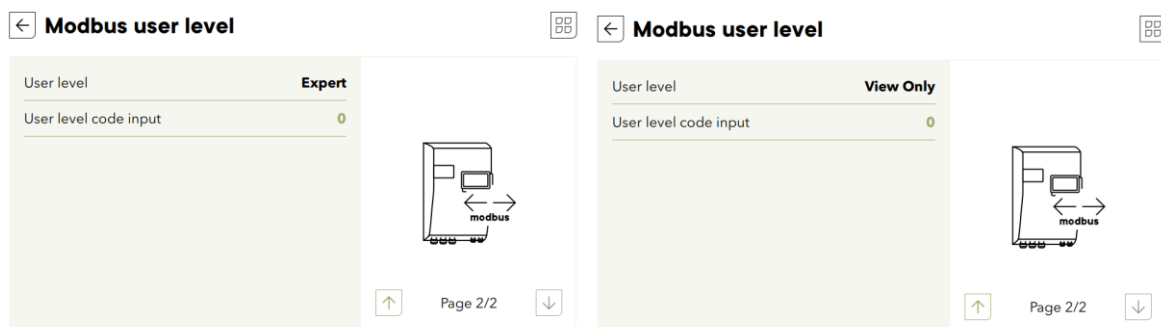 Modbus user level
User level Expert
User level code input 0
modbus
Page 2/2
Modbus user level
User level View Only
User level code input 0
modbus
Page 2/2